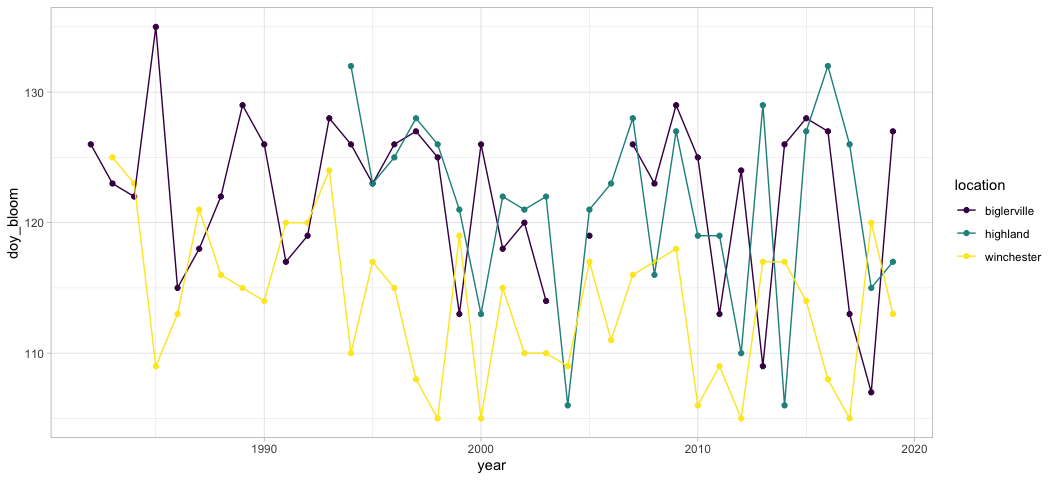 130
120
110
doy_bloom
1990
2000
2010
2020
year
location
biglerville
highland
winchester